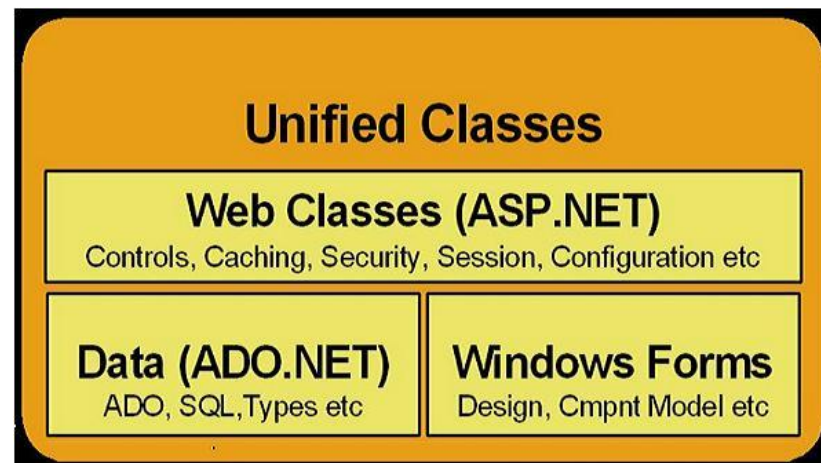 Unified Classes
Web Classes (ASP.NET)
Controls, Caching, Security, Session, Configuration etc
Data (ADO.NET)
ADO, SQL,Types etc
Windows Forms
Design, Cmpnt Model etc